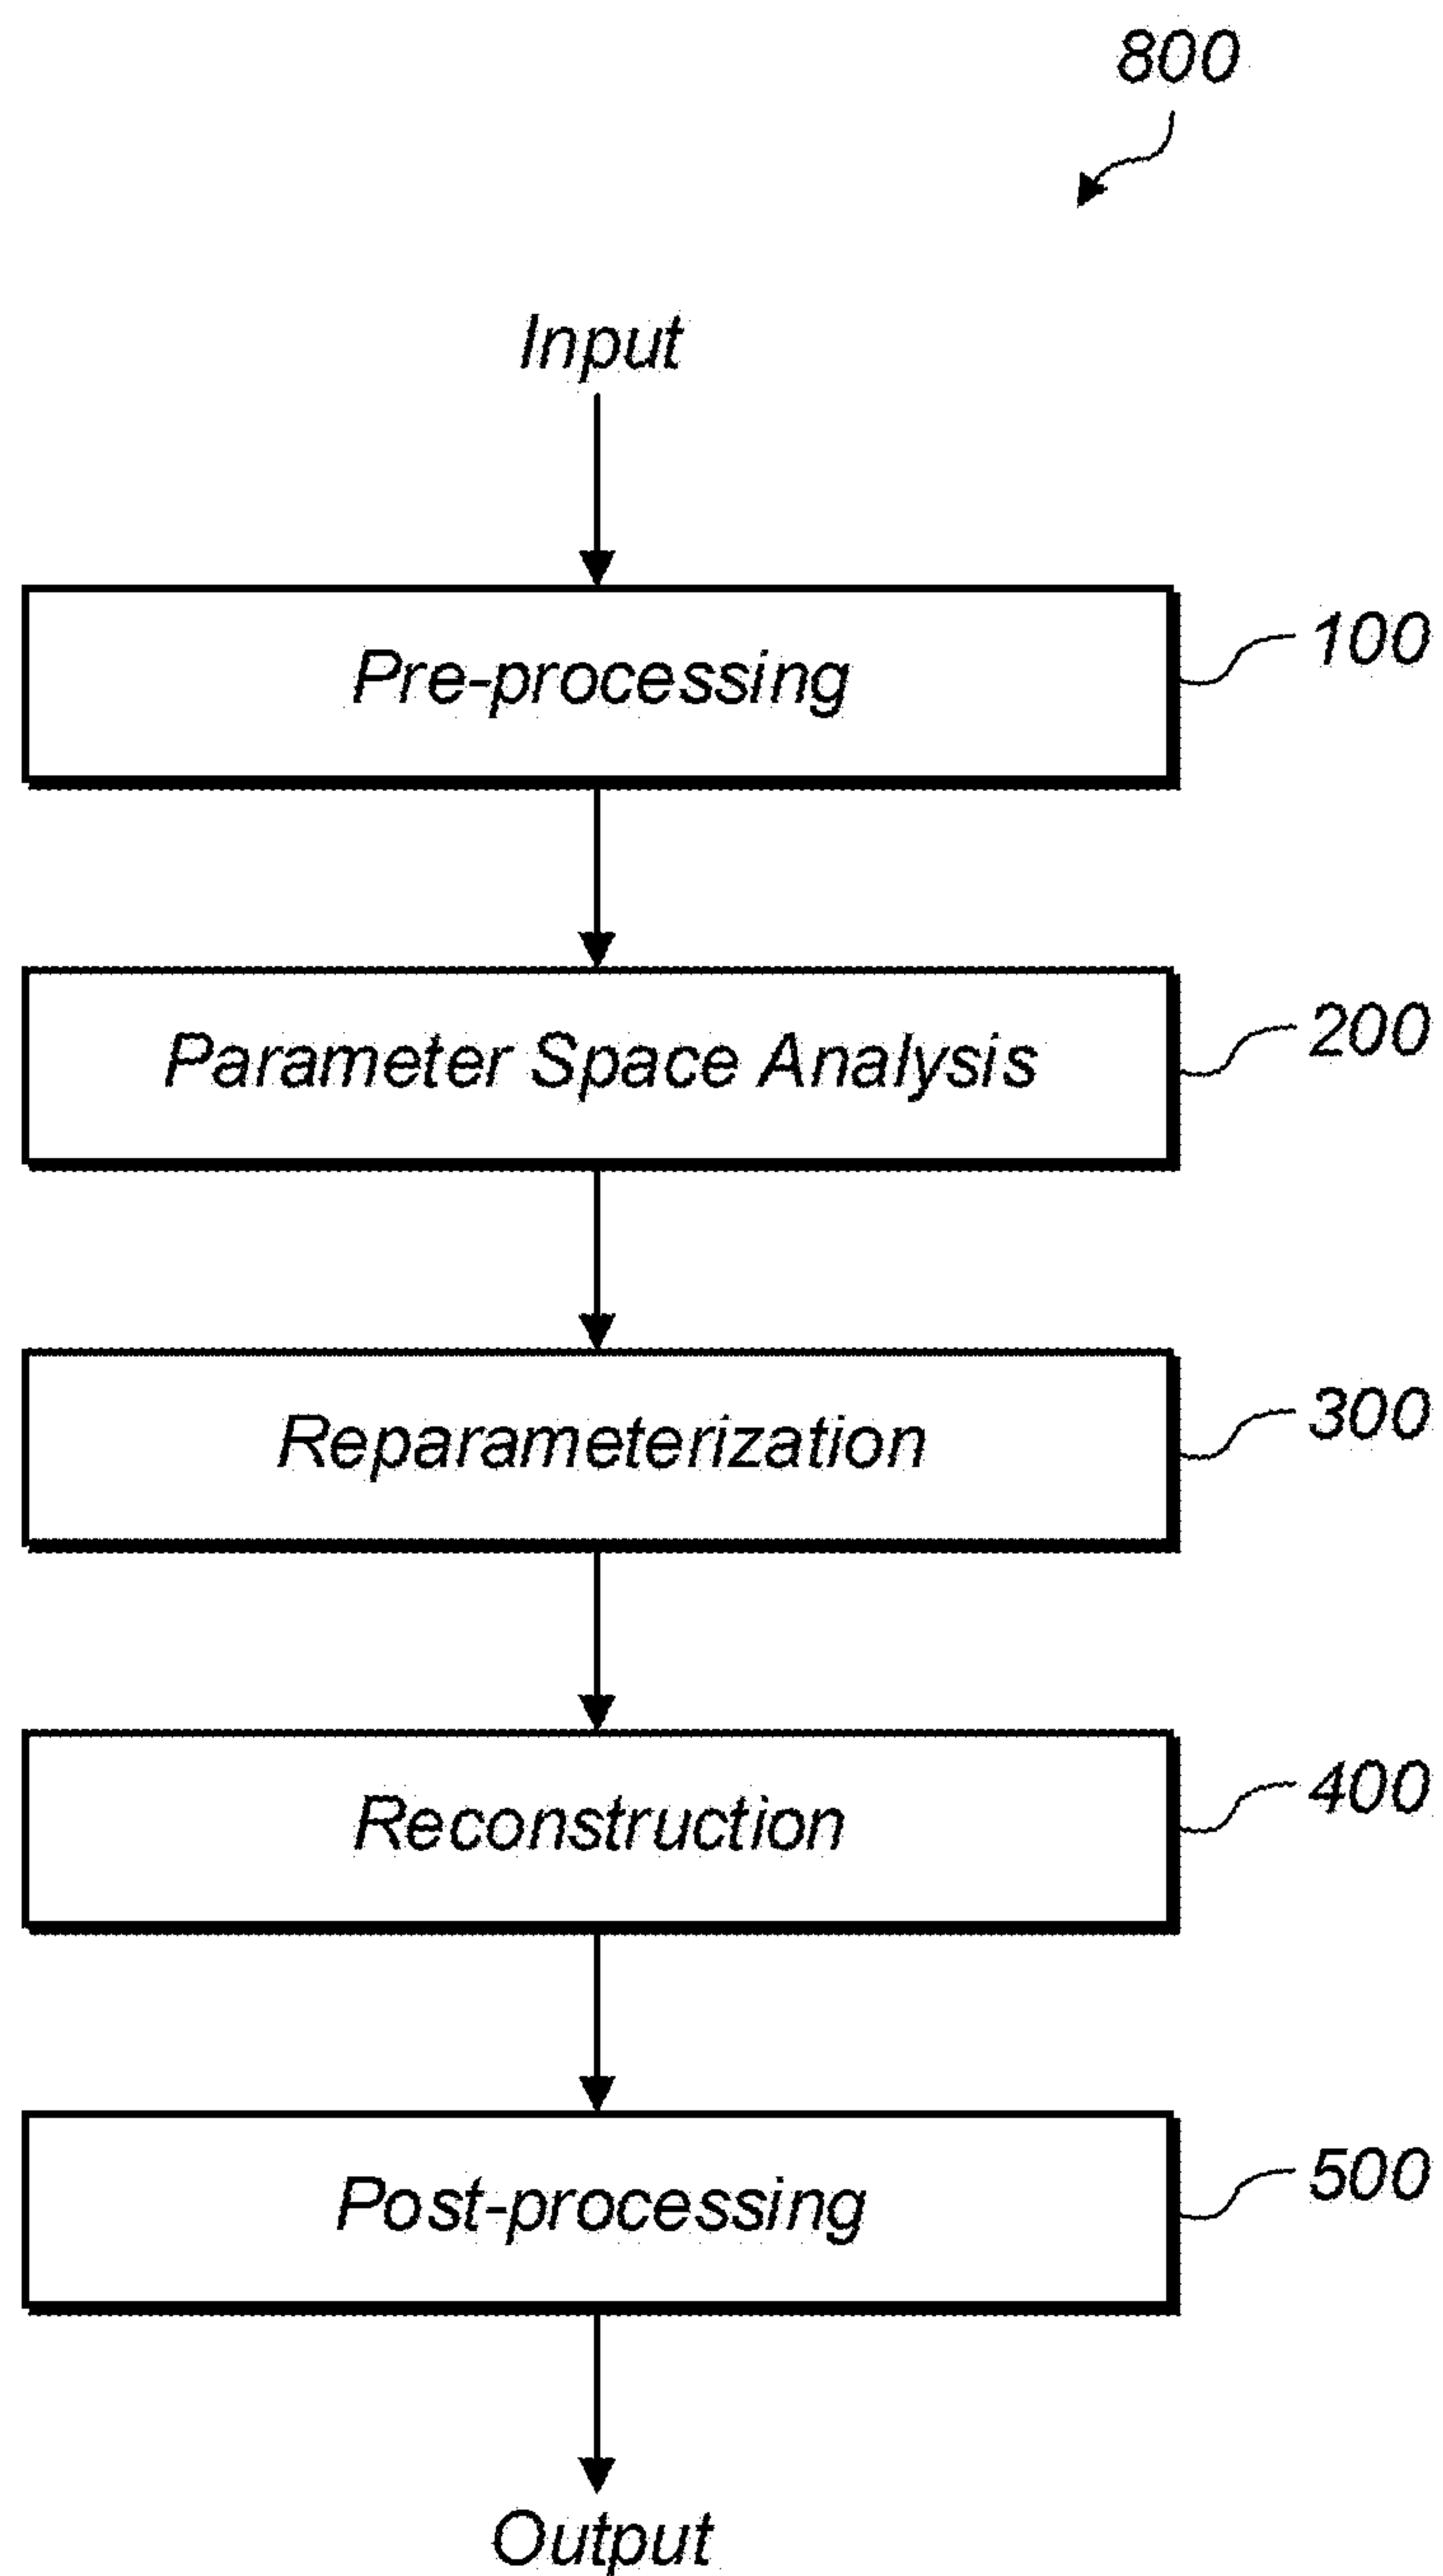 800
Input
Pre-processing
100
Parameter Space Analysis
200
Reparameterization
300
Reconstruction
400
Post-processing
500
Output